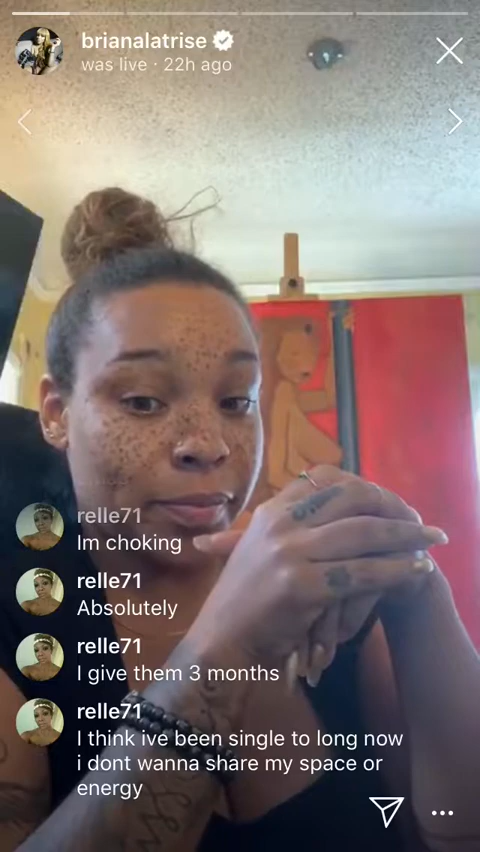 brianalatrise
was live · 22h ago
relle71
Im choking
relle71
Absolutely
relle71
I give them 3 months
relle71
I think ive been single to long now
i dont wanna share my space or
energy